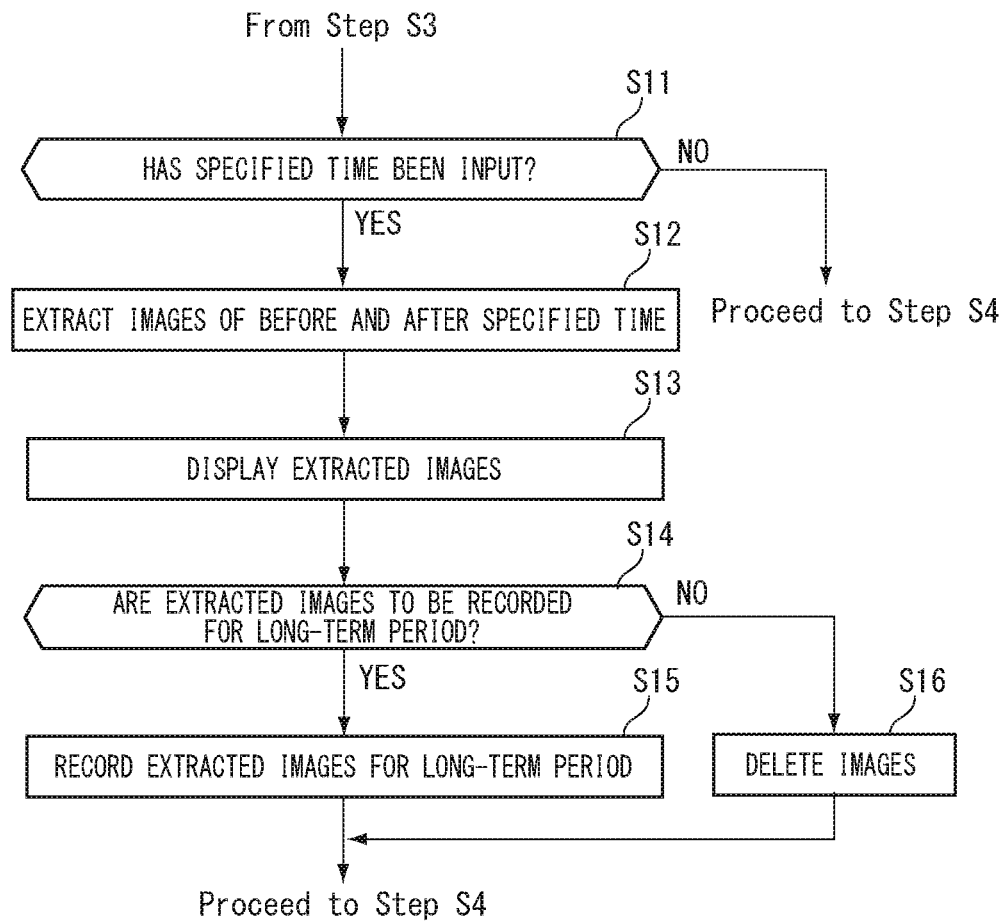 From Step S3
S11
HAS SPECIFIED TIME BEEN INPUT?
NO
YES
S12
EXTRACT IMAGES OF BEFORE AND AFTER SPECIFIED TIME
Proceed to Step S4
S13
DISPLAY EXTRACTED IMAGES
S14
ARE EXTRACTED IMAGES TO BE RECORDED
FOR LONG-TERM PERIOD?
NO
YES
S15
S16
RECORD EXTRACTED IMAGES FOR LONG-TERM PERIOD
DELETE IMAGES
Proceed to Step S4